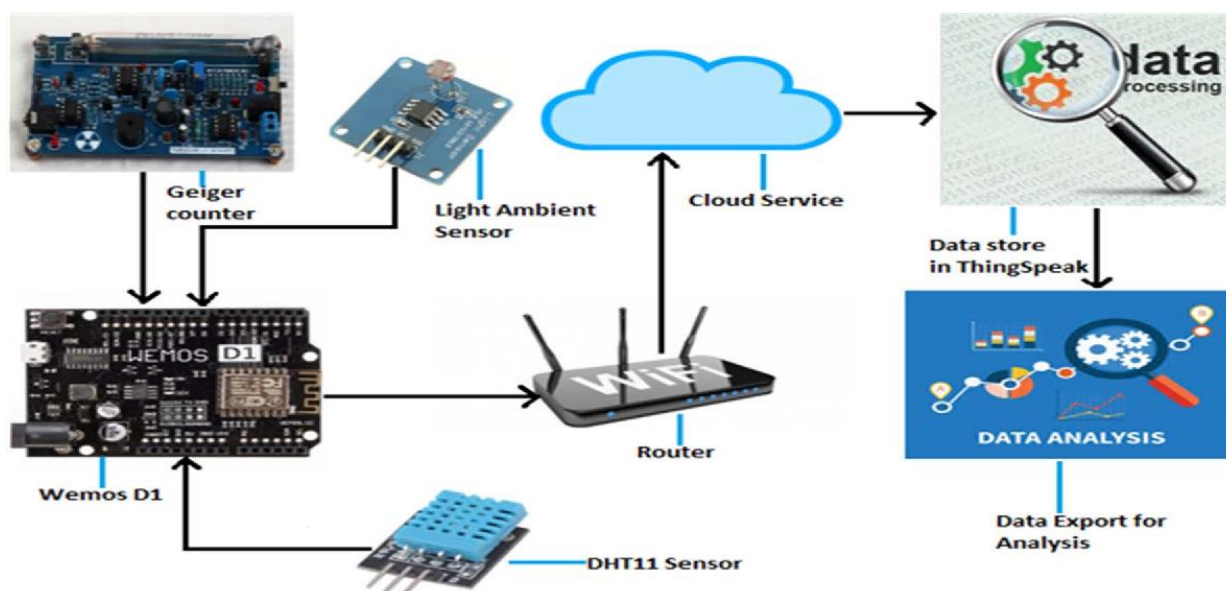 data
rocessing
Geiger
counter
Light Ambient
Sensor
Cloud Service
Data store
in ThingSpeak
WEMOS D1
WiFi
DATA ANALYSIS
Router
Wemos D1
Data Export for
Analysis
DHT11 Sensor